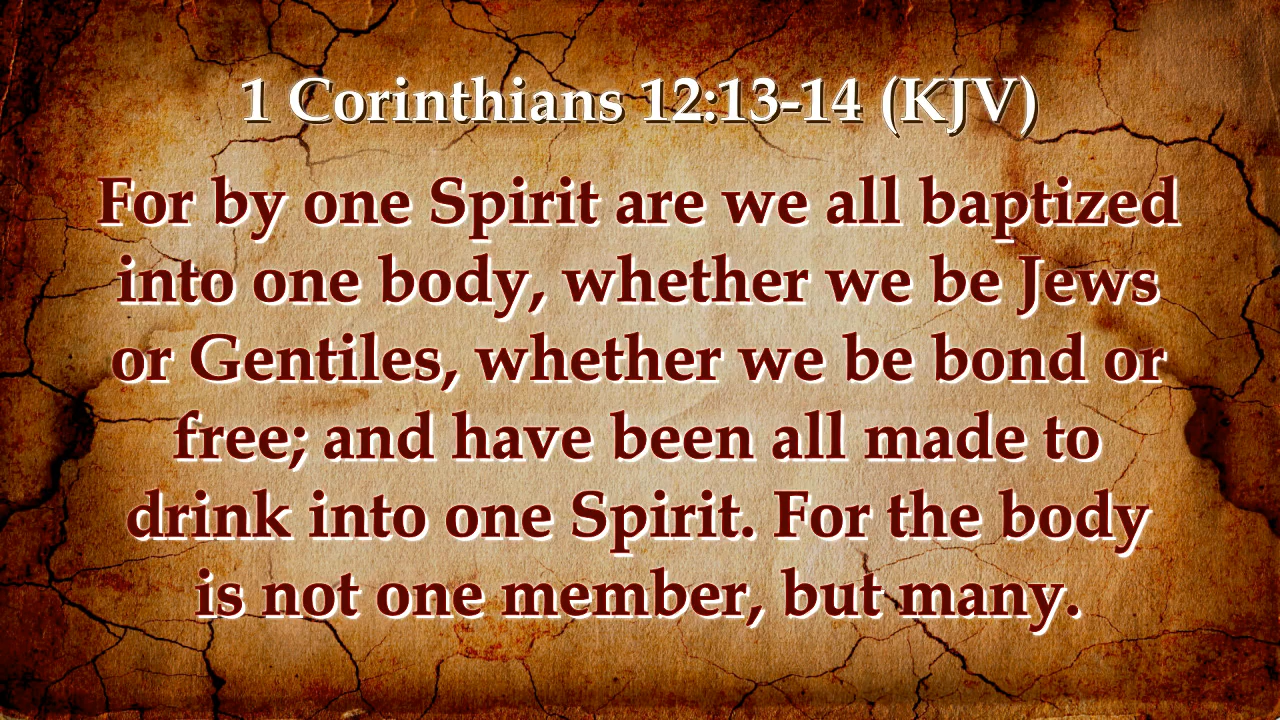 1 Corinthians 12:13-14 (KJV)
For by one Spirit are we all baptized
into one body, whether we be Jews
or Gentiles, whether we be bond or
free; and have been all made to
drink into one Spirit. For the body
is not one member, but many.